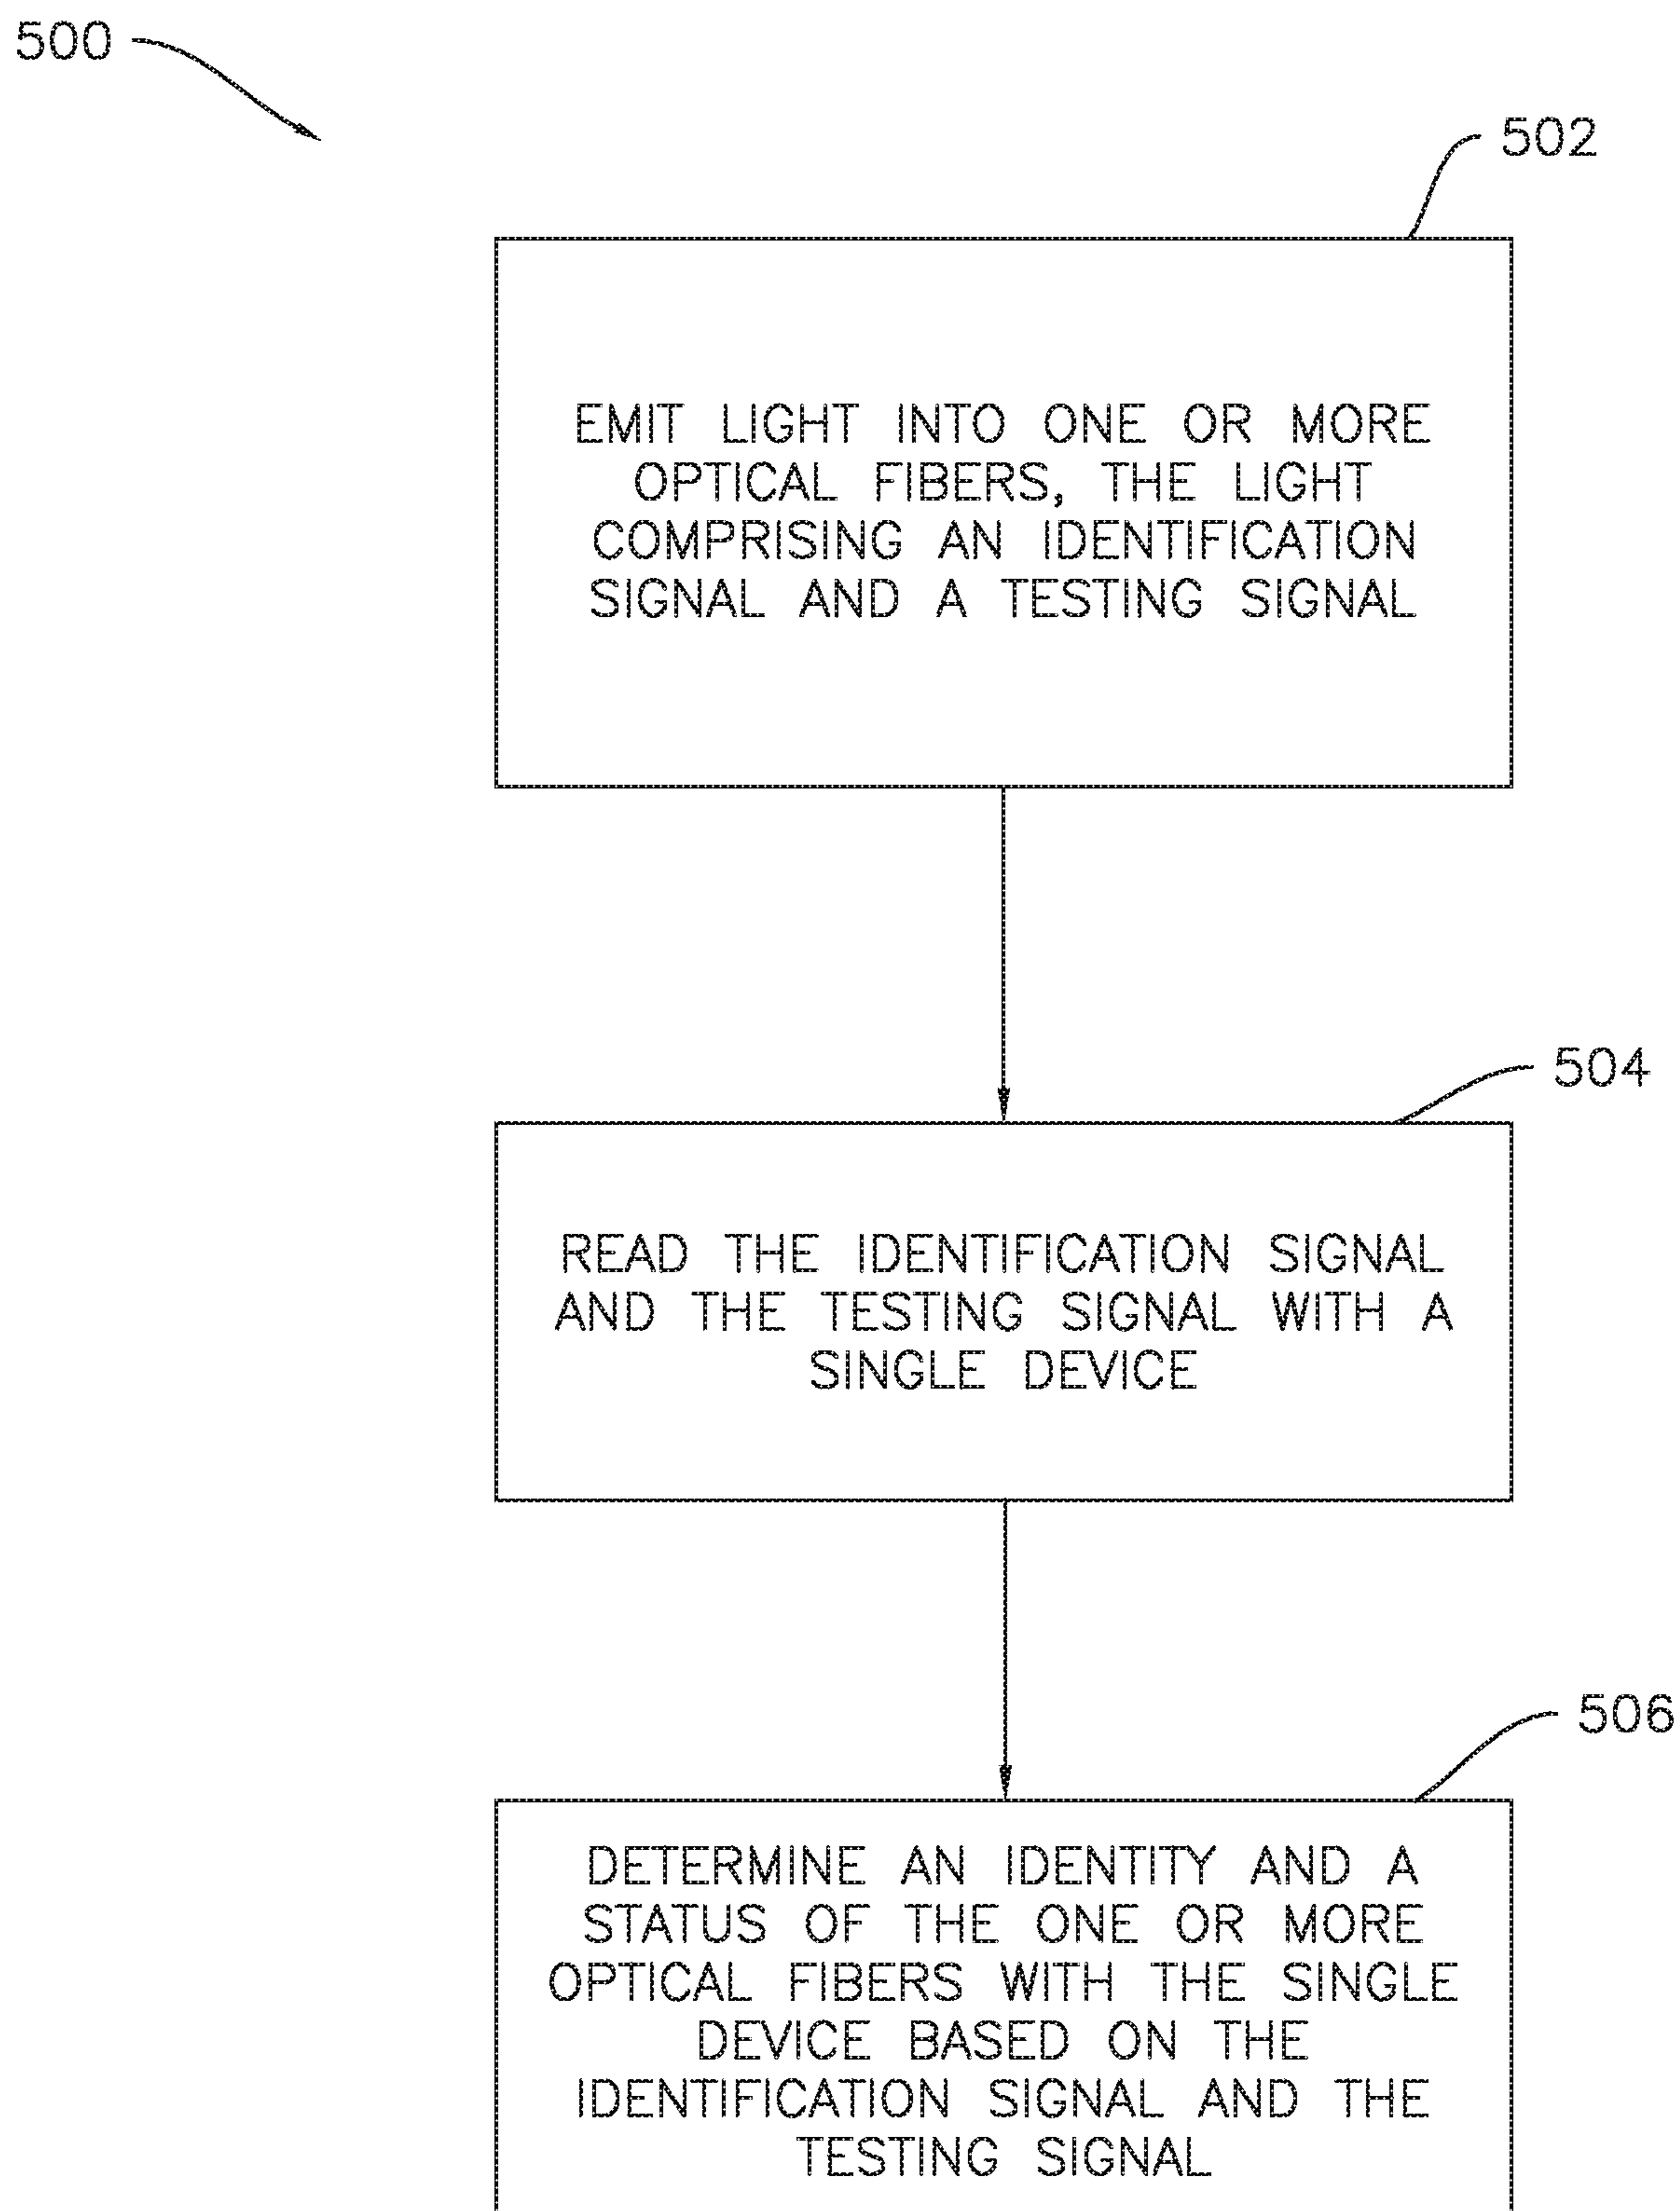 500
502
EMIT LIGHT INTO ONE OR MORE
OPTICAL FIBERS, THE LIGHT
COMPRISING AN IDENTIFICATION
SIGNAL AND A TESTING SIGNAL
504
READ THE IDENTIFICATION SIGNAL
AND THE TESTING SIGNAL WITH A
SINGLE DEVICE
506
DETERMINE AN IDENTITY AND A
STATUS OF THE ONE OR MORE
OPTICAL FIBERS WITH THE SINGLE
DEVICE BASED ON THE
IDENTIFICATION SIGNAL AND THE
TESTING SIGNAL